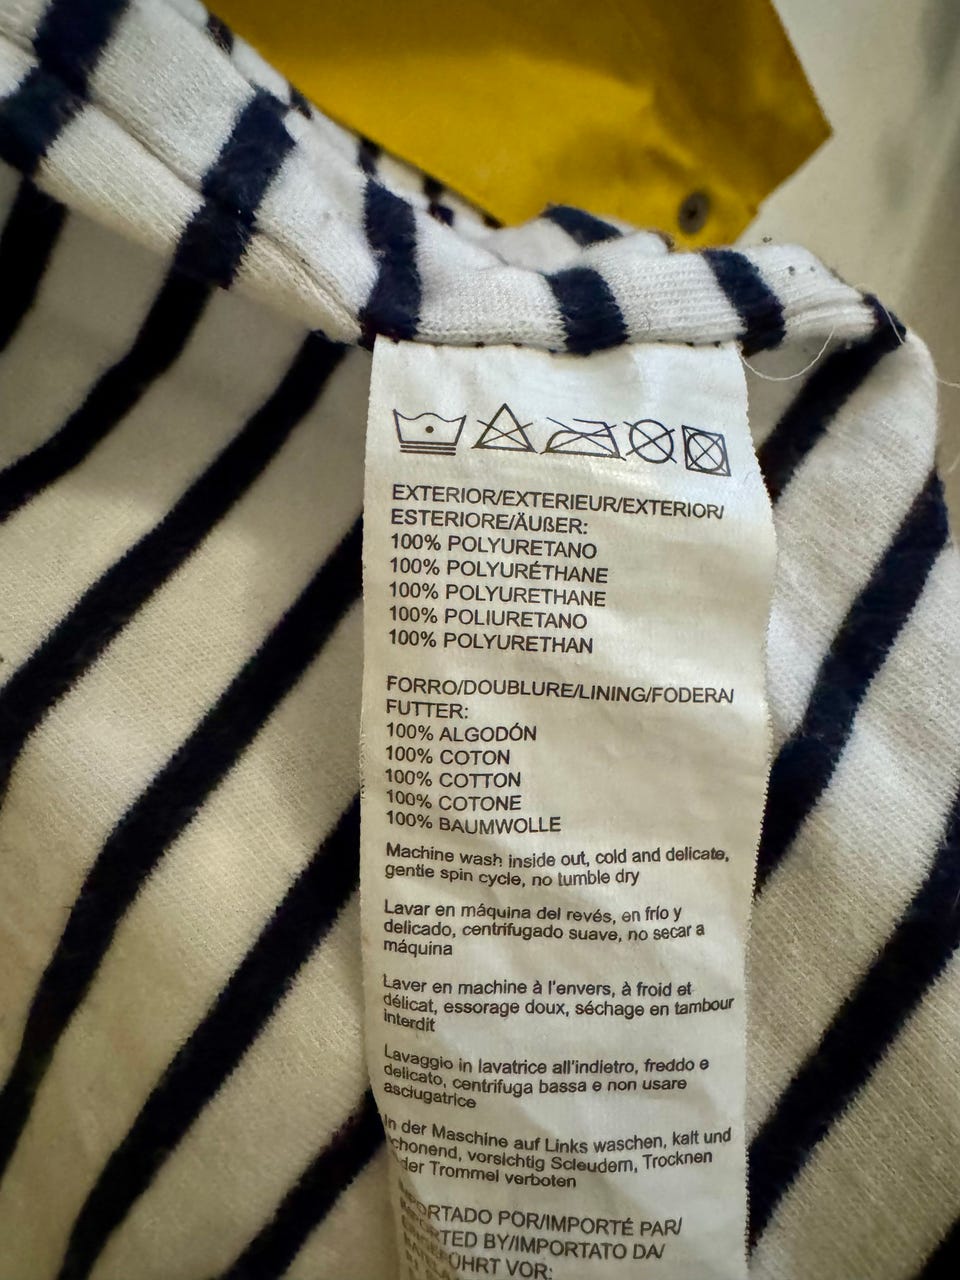 EXTERIOR/EXTERIEUR/EXTERIOR/
ESTERIORE/ÄUßER:
100% POLYURETANO
100% POLYURÉTHANE
100% POLYURETHANE
100% POLIURETANO
100% POLYURETHAN
FORRO/DOUBLURE/LINING/FODERA/
FUTTER:
100% ALGODÓN
100% COTON
100% COTTON
100% COTONE
100% BAUMWOLLE
Machine wash inside out, cold and delicate,
gentle spin cycle, no tumble dry
Lavar en máquina del revés, en frío y
delicado, centrifugado suave, no secar a
máquina
Laver en machine à l'envers, à froid et
délicat, essorage doux, séchage en tambour
interdit
Lavaggio in lavatrice all'indietro, freddo e
delicato, centrifuga bassa e non usare
asciugatrice
In der Maschine auf Links waschen, kalt und
chonend, vorsichtig Scleudern, Trocknen
der Trommel verboten
PORTADO POR/IMPORTÉ PAR/
RTED BY/IMPORTATO DA/
FÜHRT VOR: